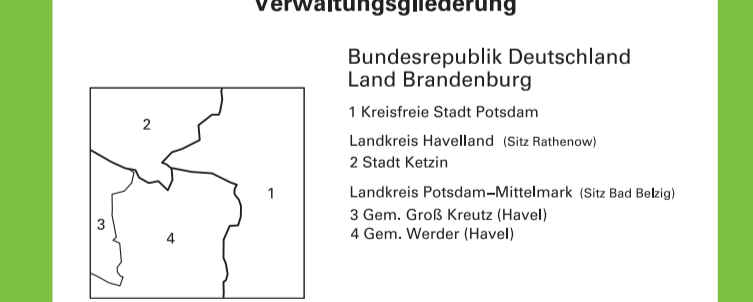 Verwaltungsgliederung
Bundesrepublik Deutschland
Land Brandenburg
1 Kreisfreie Stadt Potsdam
Landkreis Havelland (Sitz Rathenow)
2 Stadt Ketzin
Landkreis Potsdam–Mittelmark (Sitz Bad Belzig)
3 Gem. Groß Kreutz (Havel)
4 Gem. Werder (Havel)
2
1
3
4